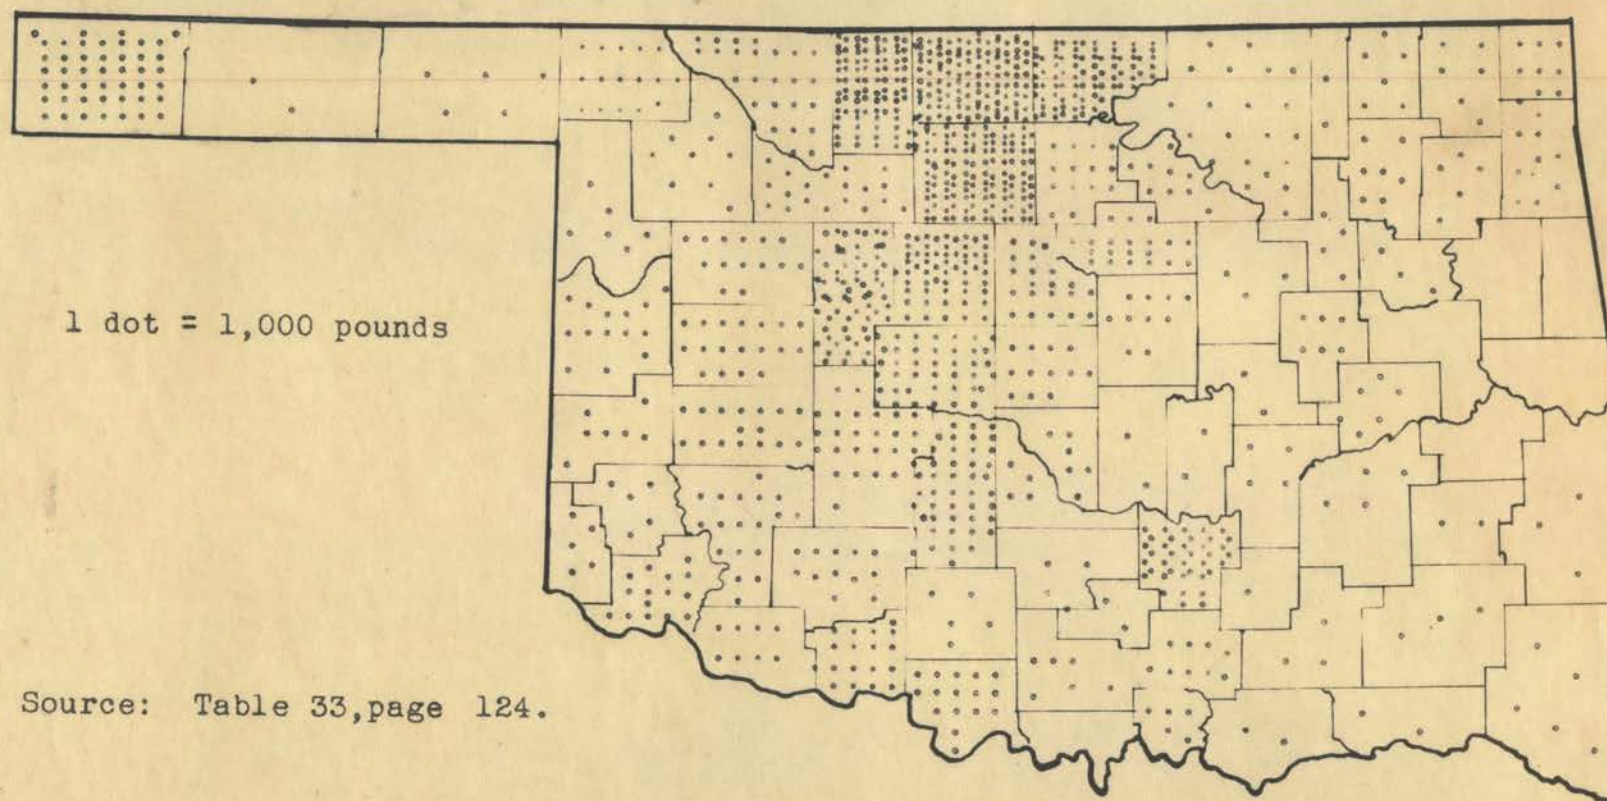 1 dot = 1,000 pounds
Source: Table 33,page 124.